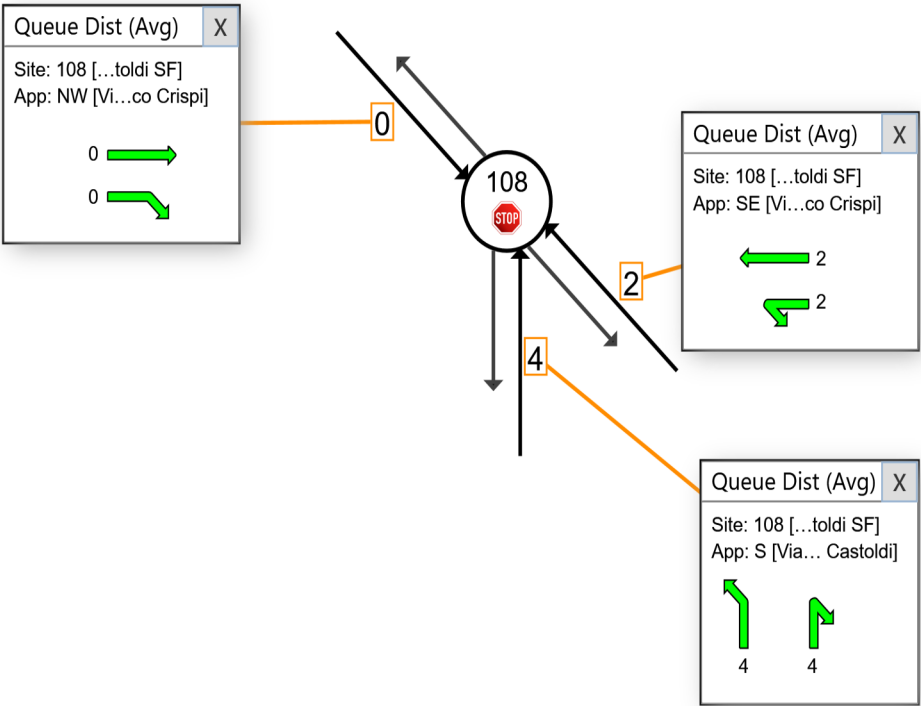 Queue Dist (Avg) X
Site: 108 [...toldi SF]
App: NW [Vi...co Crispi]
0
0
0
108
STOP
Queue Dist (Avg) X
Site: 108 [...toldi SF]
App: SE [Vi...co Crispi]
2
2
2
4
Queue Dist (Avg) X
Site: 108 [...toldi SF]
App: S [Via... Castoldi]
4 4